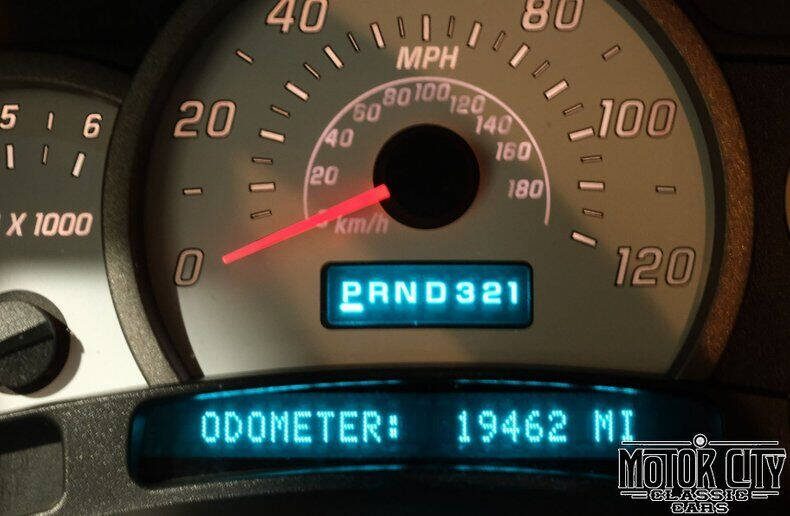 40 80
MPH
20 100
0 120
20 40 60 80 100 120 140 160 180
km/h
5 6
X 1000
PRND321
ODOMETER: 19462 MI
MOTOR CITY
CLASSIC
CARS